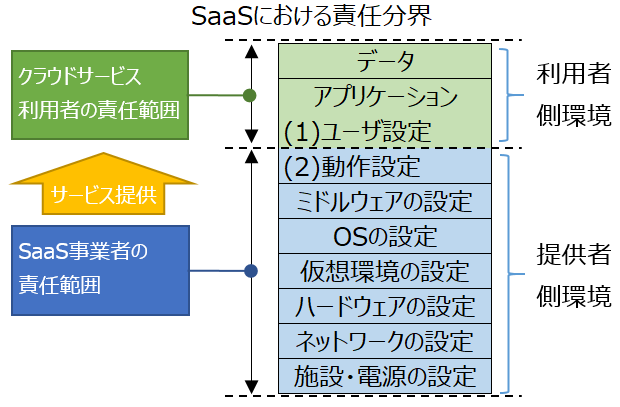 SaaSにおける責任分界
クラウドサービス
利用者の責任範囲
サービス提供
SaaS事業者の
責任範囲
データ
アプリケーション
(1)ユーザ設定
(2)動作設定
ミドルウェアの設定
OSの設定
仮想環境の設定
ハードウェアの設定
ネットワークの設定
施設・電源の設定
利用者
側環境
提供者
側環境